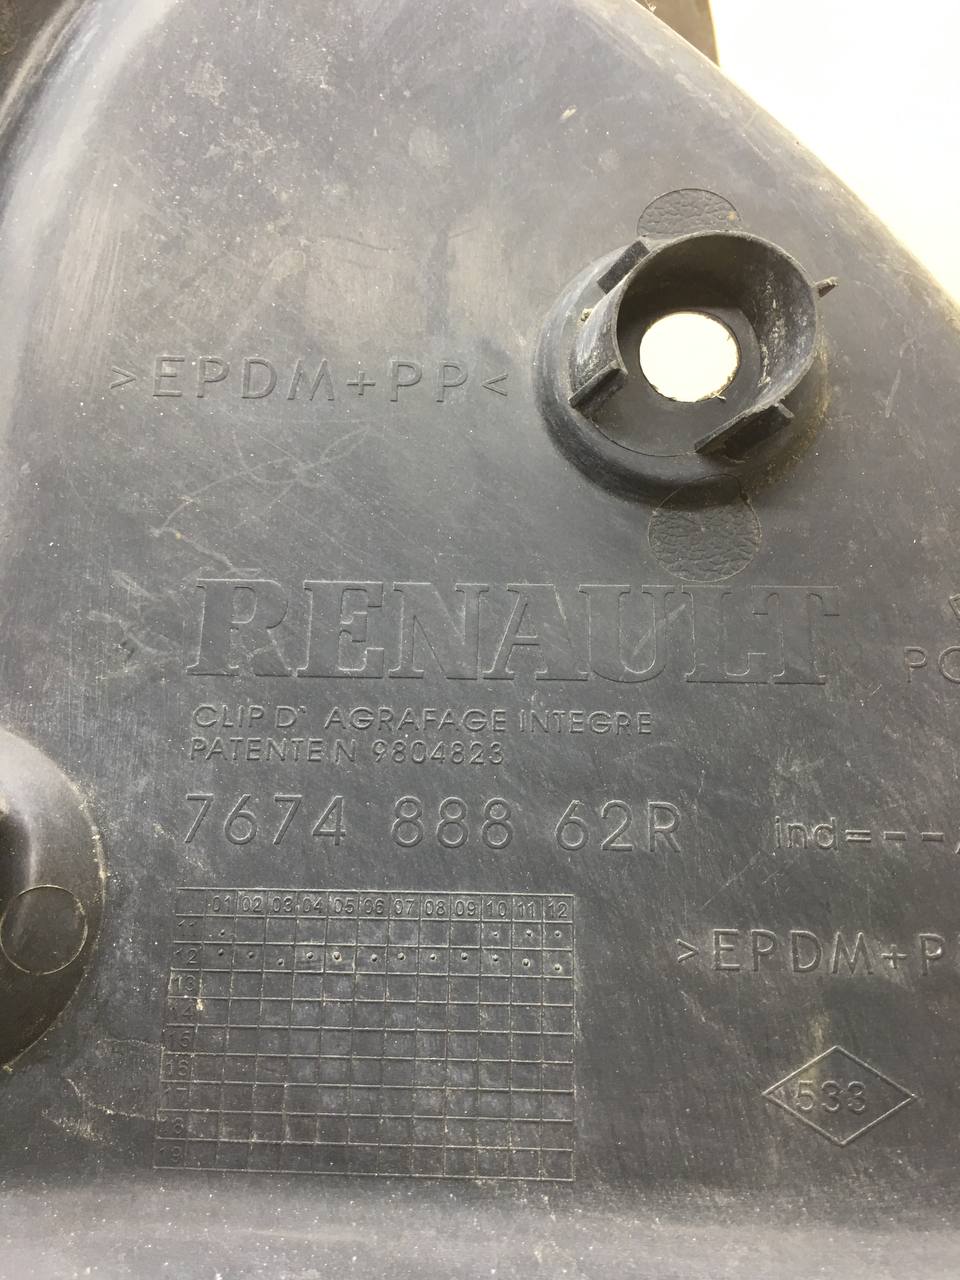 >EPDM+PP<
RENAULT
PO
CLIP D' AGRAFAGE INTEGRE
PATENTE N 9804823
7674 888 62R
ind=--
01 02 03 04 05 06 07 08 09 10 11 12
11
12
13
14
15
16
17
18
19
>EPDM+P
533